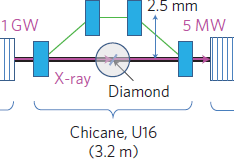 2.5 mm
1 GW
5 MW
X-ray
Diamond
Chicane, U16
(3.2 m)